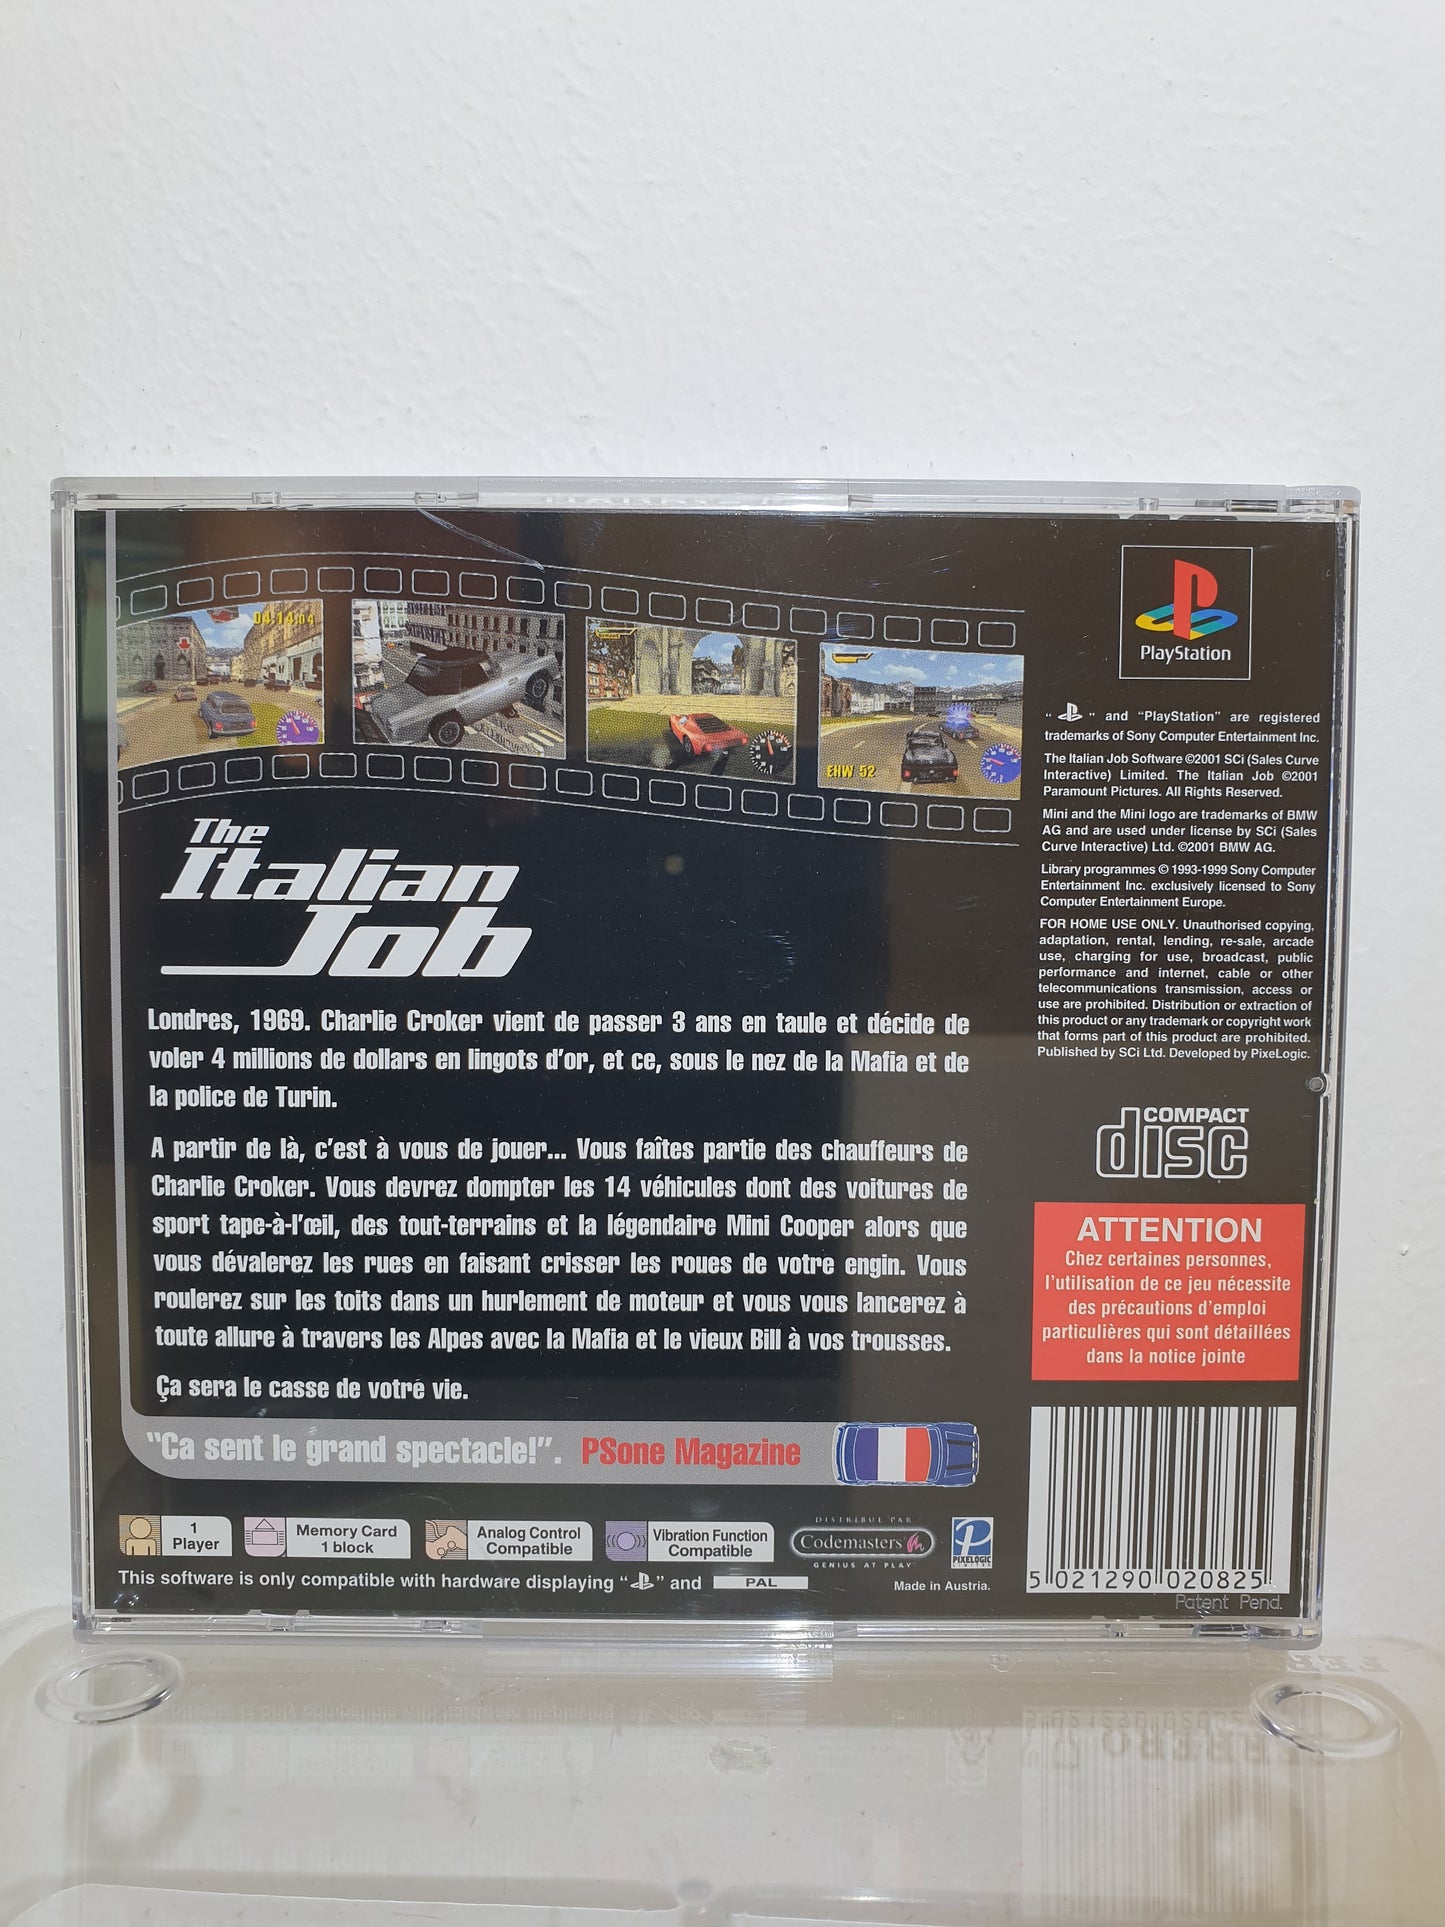 04:14:04
EHW 52
PlayStation
" " and "PlayStation" are registered
trademarks of Sony Computer Entertainment Inc.
The Italian Job Software ©2001 SCi (Sales Curve
Interactive) Limited. The Italian Job ©2001
Paramount Pictures. All Rights Reserved.
Mini and the Mini logo are trademarks of BMW
AG and are used under license by SCi (Sales
Curve Interactive) Ltd. ©2001 BMW AG.
Library programmes © 1993-1999 Sony Computer
Entertainment Inc. exclusively licensed to Sony
Computer Entertainment Europe.
FOR HOME USE ONLY. Unauthorised copying,
adaptation, rental, lending, re-sale, arcade
use, charging for use, broadcast, public
performance and internet, cable or other
telecommunications transmission, access or
use are prohibited. Distribution or extraction of
this product or any trademark or copyright work
that forms part of this product are prohibited.
Published by SCi Ltd. Developed by PixeLogic.
The
Italian
Job
Londres, 1969. Charlie Croker vient de passer 3 ans en taule et décide de
voler 4 millions de dollars en lingots d'or, et ce, sous le nez de la Mafia et de
la police de Turin.
A partir de là, c'est à vous de jouer... Vous faîtes partie des chauffeurs de
Charlie Croker. Vous devrez dompter les 14 véhicules dont des voitures de
sport tape-à-l'œil, des tout-terrains et la légendaire Mini Cooper alors que
vous dévalerez les rues en faisant crisser les roues de votre engin. Vous
roulerez sur les toits dans un hurlement de moteur et vous vous lancerez à
toute allure à travers les Alpes avec la Mafia et le vieux Bill à vos trousses.
Ça sera le casse de votre vie.
"Ca sent le grand spectacle!". PSone Magazine
COMPACT
disc
ATTENTION
Chez certaines personnes,
l'utilisation de ce jeu nécessite
des précautions d'emploi
particulières qui sont détaillées
dans la notice jointe
1
Player
Memory Card
1 block
Analog Control
Compatible
Vibration Function
Compatible
DISTRIBUE PAR
Codemasters
GENIUS AT PLAY
PIXELOGIC
LIMITED
This software is only compatible with hardware displaying " " and PAL
Made in Austria.
5 021290 020825
Patent Pend.